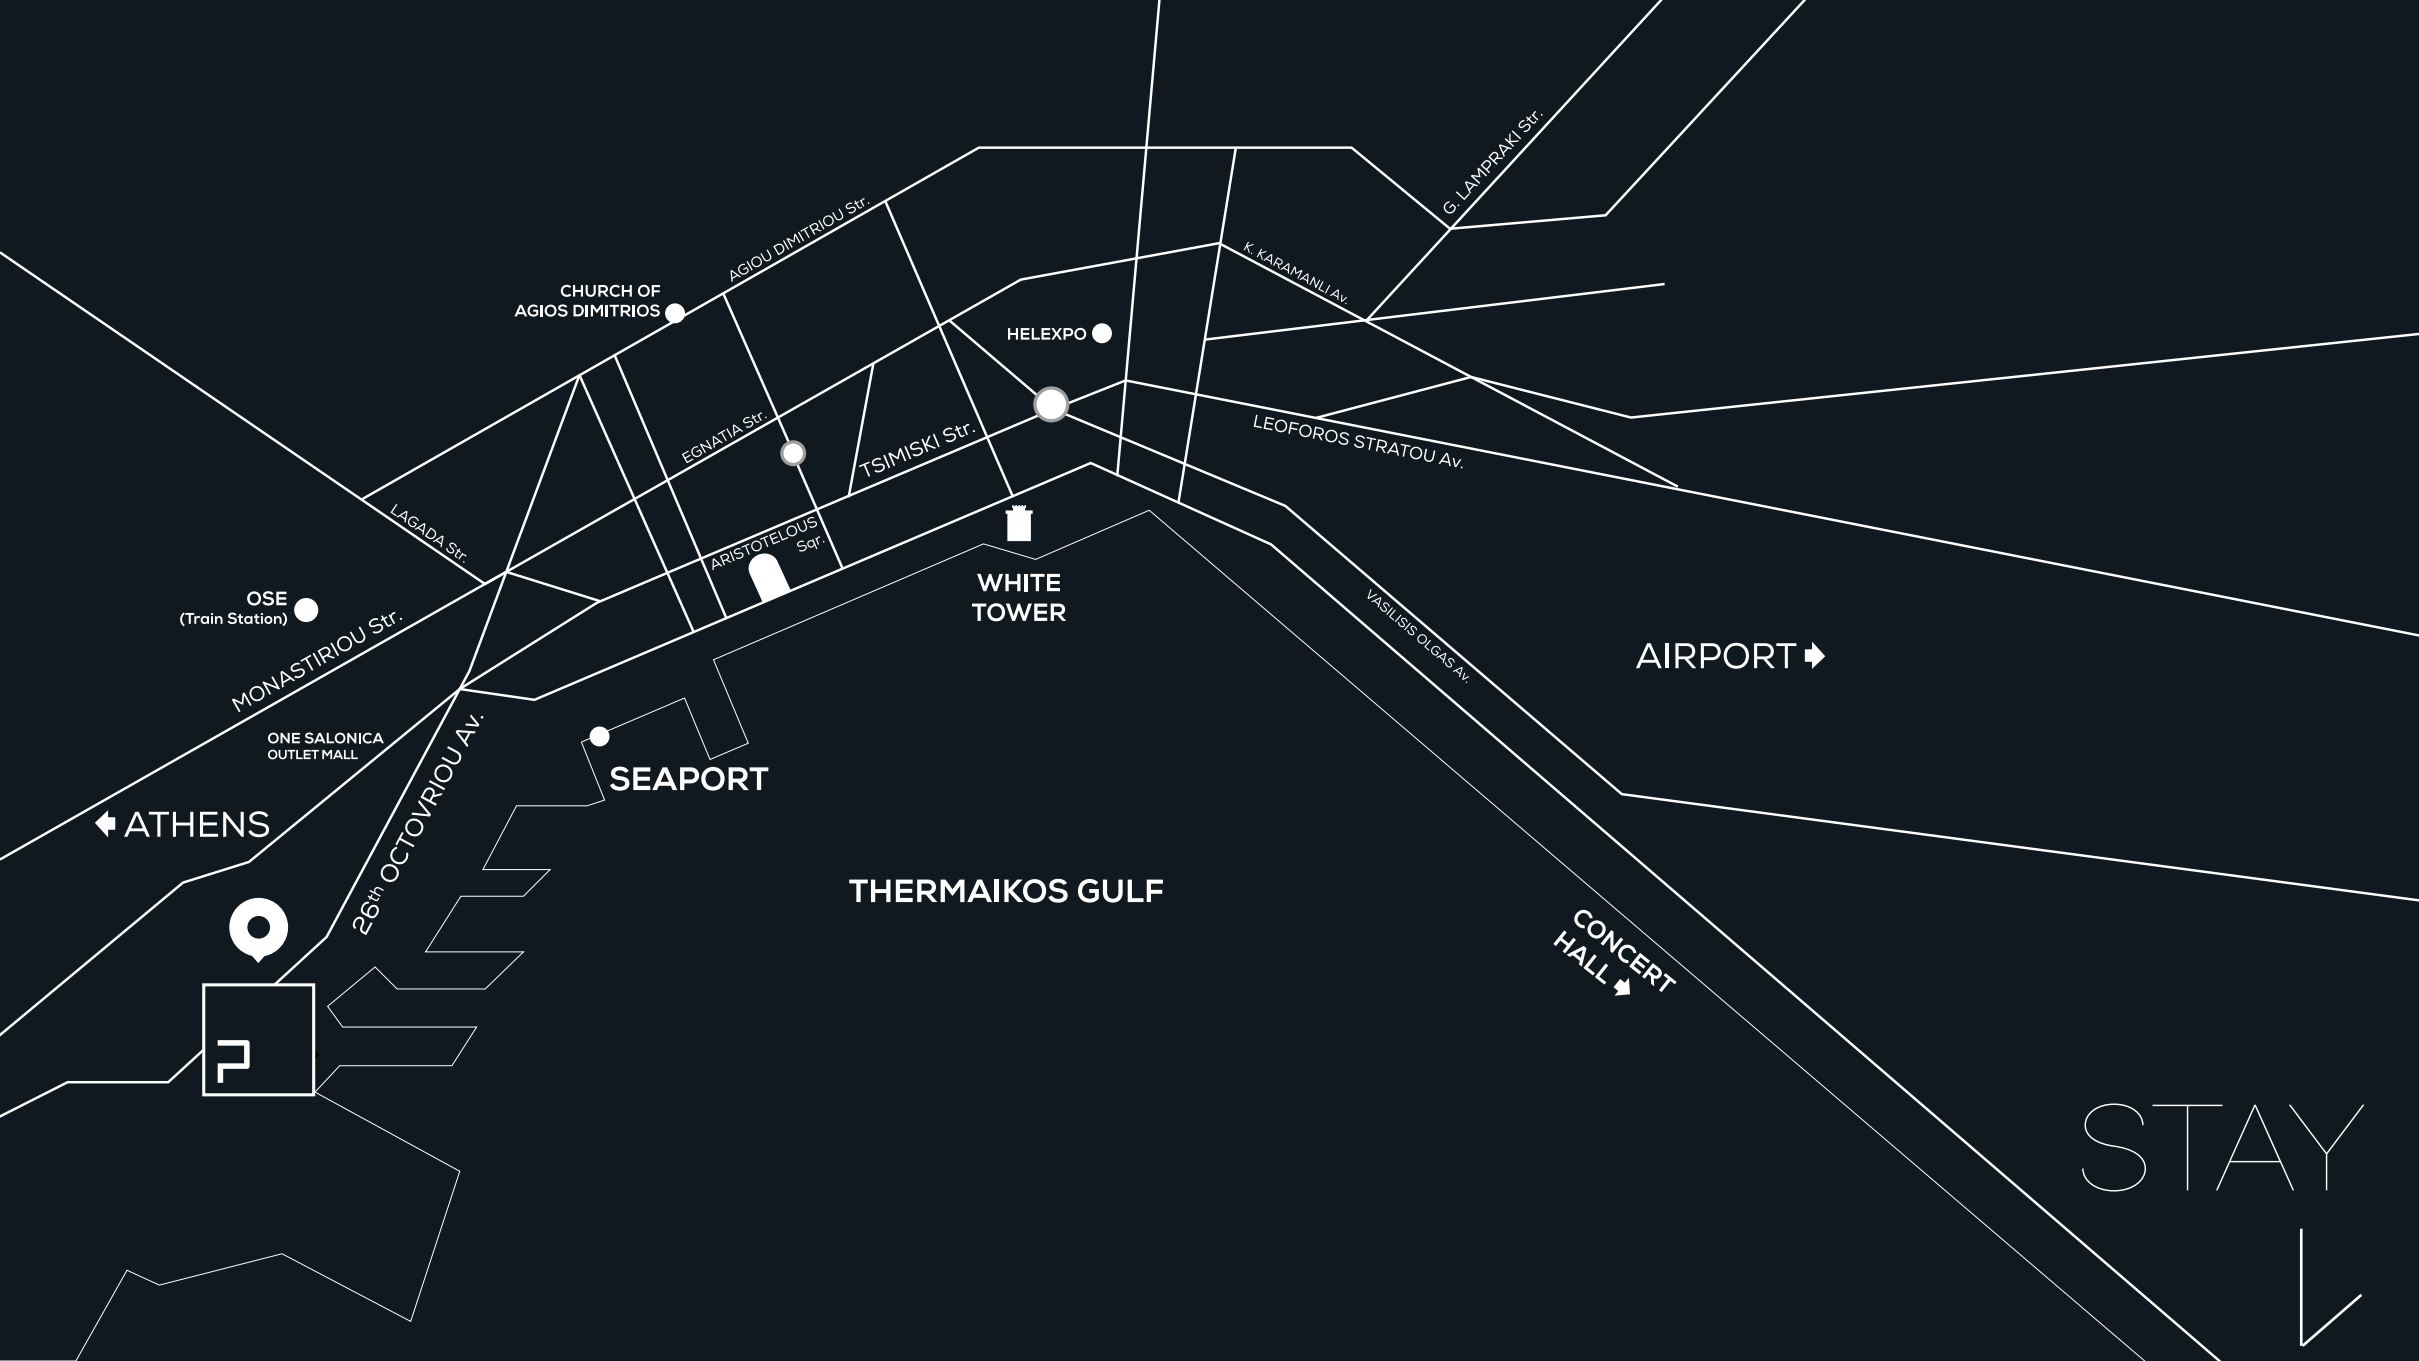 G. LAMPRAKI Str.
AGIOU DIMITRIOU Str.
K. KARAMANLI Av.
CHURCH OF
AGIOS DIMITRIOS
HELEXPO
EGNATIA Str.
TSIMISKI Str.
LEOFOROS STRATOU Av.
LAGADA Str.
ARISTOTELOUS
Sqr.
OSE
(Train Station)
WHITE
TOWER
MONASTIRIOU Str.
VASILISIS OLGAS Av.
AIRPORT
ONE SALONICA
OUTLET MALL
SEAPORT
ATHENS
26th OCTOVRIOU Av.
THERMAIKOS GULF
CONCERT
HALL
STAY